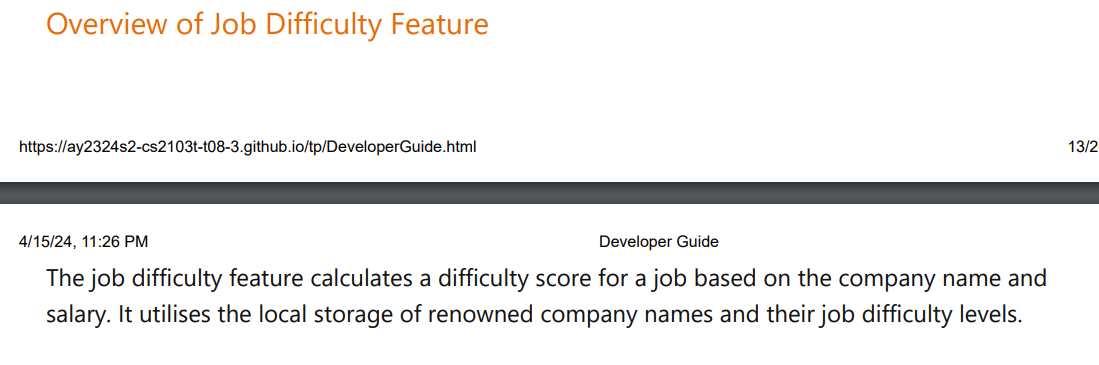 Overview of Job Difficulty Feature
https://ay2324s2-cs2103t-t08-3.github.io/tp/DeveloperGuide.html
13/2
4/15/24, 11:26 PM
Developer Guide
The job difficulty feature calculates a difficulty score for a job based on the company name and
salary. It utilises the local storage of renowned company names and their job difficulty levels.